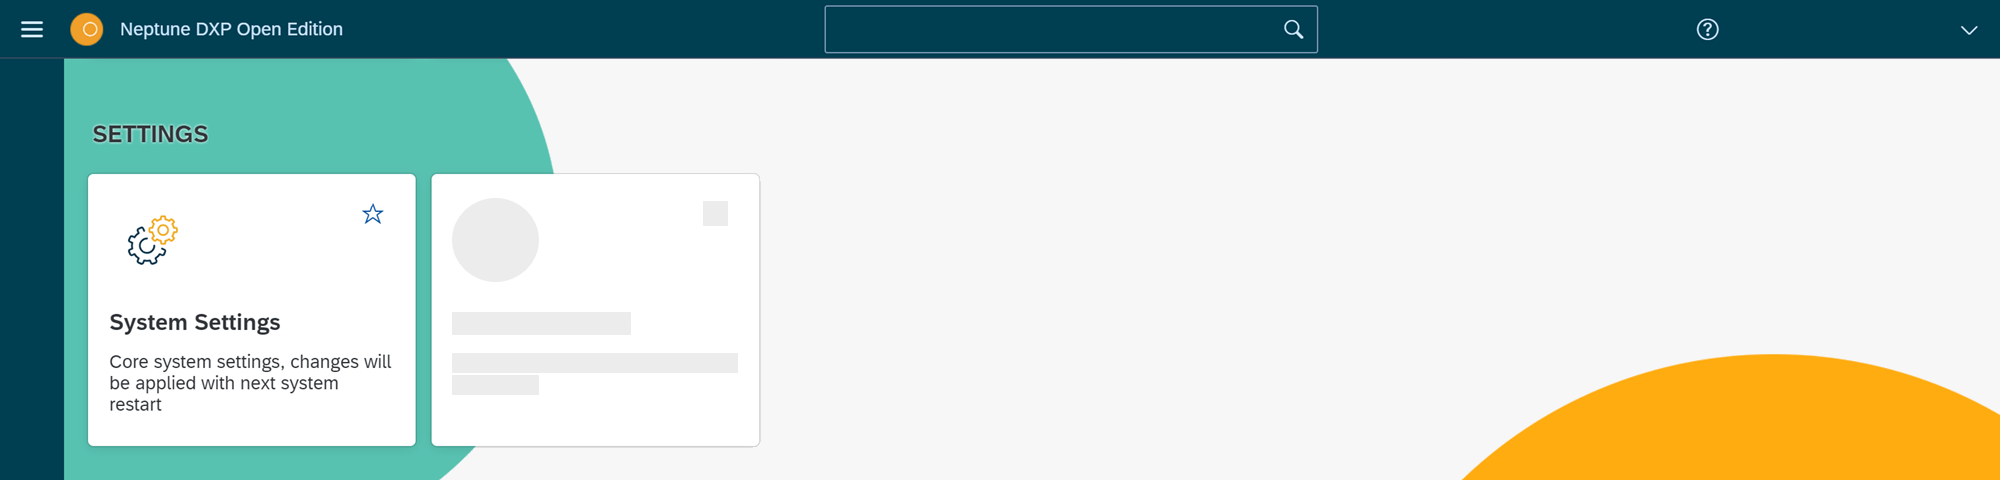 Neptune DXP Open Edition
SETTINGS
System Settings
Core system settings, changes will
be applied with next system
restart